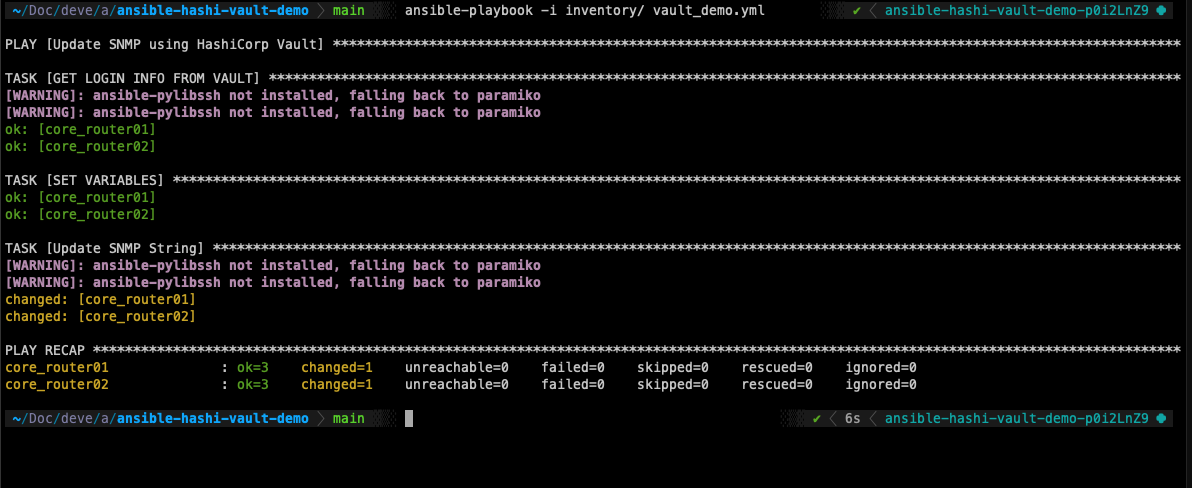 ~/Doc/deve/a/ansible-hashi-vault-demo main ansible-playbook -i inventory/ vault_demo.yml ✔ ansible-hashi-vault-demo-p0i2LnZ9
PLAY [Update SNMP using HashiCorp Vault] **********************************************************************************************************
TASK [GET LOGIN INFO FROM VAULT] ******************************************************************************************************************
[WARNING]: ansible-pylibssh not installed, falling back to paramiko
[WARNING]: ansible-pylibssh not installed, falling back to paramiko
ok: [core_router01]
ok: [core_router02]
TASK [SET VARIABLES] ******************************************************************************************************************************
ok: [core_router01]
ok: [core_router02]
TASK [Update SNMP String] *************************************************************************************************************************
[WARNING]: ansible-pylibssh not installed, falling back to paramiko
[WARNING]: ansible-pylibssh not installed, falling back to paramiko
changed: [core_router01]
changed: [core_router02]
PLAY RECAP ****************************************************************************************************************************************
core_router01 : ok=3 changed=1 unreachable=0 failed=0 skipped=0 rescued=0 ignored=0
core_router02 : ok=3 changed=1 unreachable=0 failed=0 skipped=0 rescued=0 ignored=0
~/Doc/deve/a/ansible-hashi-vault-demo main ✔ 6s ansible-hashi-vault-demo-p0i2LnZ9